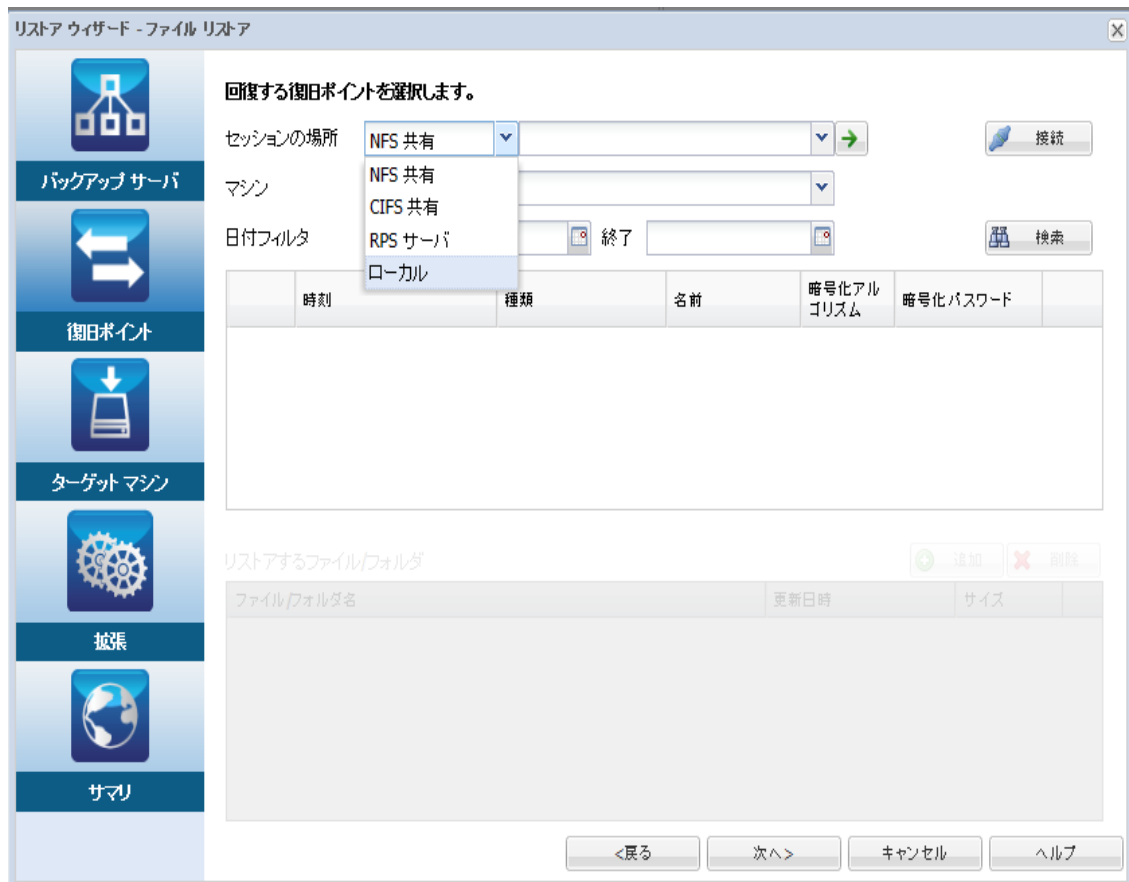 リストア ウィザード - ファイル リストア
バックアップ サーバ
復旧ポイント
ターゲット マシン
拡張
サマリ
回復する復旧ポイントを選択します。
セッションの場所 NFS 共有 接続
NFS 共有
CIFS 共有
RPS サーバ
ローカル
マシン
日付フィルタ 終了 検索
時刻 種類 名前 暗号化アル
ゴリズム 暗号化パスワード
リストアするファイル/フォルダ 追加 削除
ファイル/フォルダ名 更新日時 サイズ
<戻る 次へ> キャンセル ヘルプ